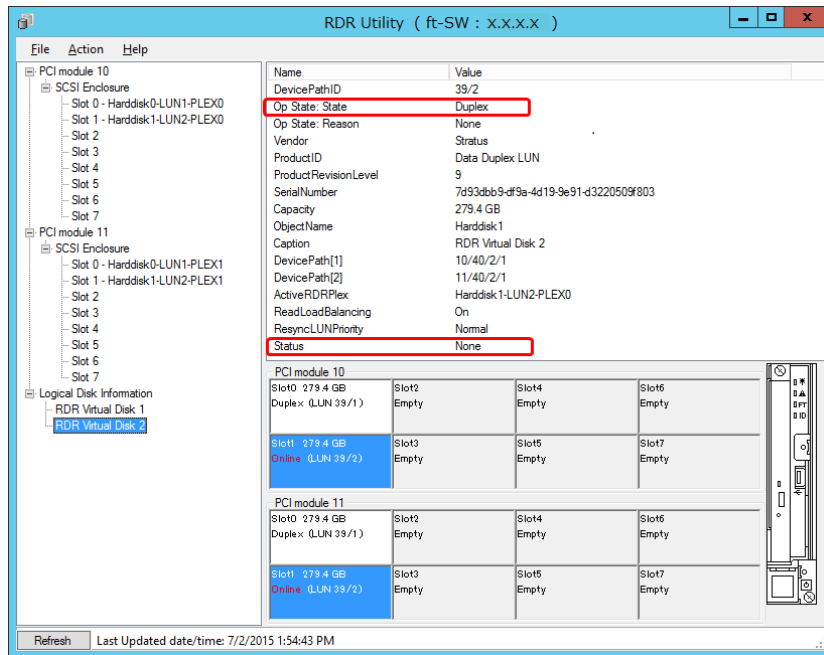 RDR Utility ( ft-SW : x.x.x.x )
File Action Help
PCI module 10
SCSI Enclosure
Slot 0 - Harddisk0-LUN1-PLEX0
Slot 1 - Harddisk1-LUN2-PLEX0
Slot 2
Slot 3
Slot 4
Slot 5
Slot 6
Slot 7
PCI module 11
SCSI Enclosure
Slot 0 - Harddisk0-LUN1-PLEX1
Slot 1 - Harddisk1-LUN2-PLEX1
Slot 2
Slot 3
Slot 4
Slot 5
Slot 6
Slot 7
Logical Disk Information
RDR Virtual Disk 1
RDR Virtual Disk 2
Name Value
DevicePathID 39/2
Op State: State Duplex
Op State: Reason None
Vendor Stratus
ProductID Data Duplex LUN
ProductRevisionLevel 9
SerialNumber 7d93dbb9-df9a-4d19-9e91-d3220509f803
Capacity 279.4 GB
ObjectName Harddisk1
Caption RDR Virtual Disk 2
DevicePath[1] 10/40/2/1
DevicePath[2] 11/40/2/1
ActiveRDRPlex Harddisk1-LUN2-PLEX0
ReadLoadBalancing On
ResyncLUNPriority Normal
Status None
PCI module 10
Slot0 279.4 GB Slot2 Slot4 Slot6
Duplex (LUN 39/1) Empty Empty Empty
Slot1 279.4 GB Slot3 Slot5 Slot7
Online (LUN 39/2) Empty Empty Empty
PCI module 11
Slot0 279.4 GB Slot2 Slot4 Slot6
Duplex (LUN 39/1) Empty Empty Empty
Slot1 279.4 GB Slot3 Slot5 Slot7
Online (LUN 39/2) Empty Empty Empty
FT
ID
Refresh Last Updated date/time: 7/2/2015 1:54:43 PM